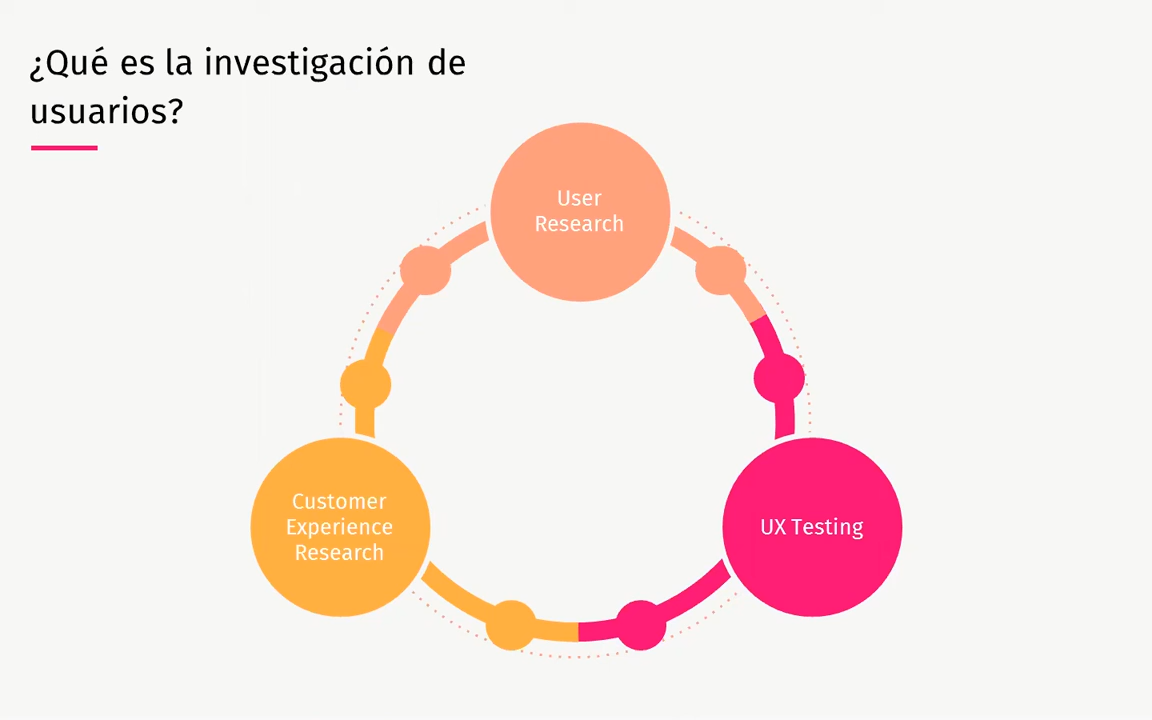 ¿Qué es la investigación de
usuarios?
User
Research
Customer
Experience
Research
UX Testing